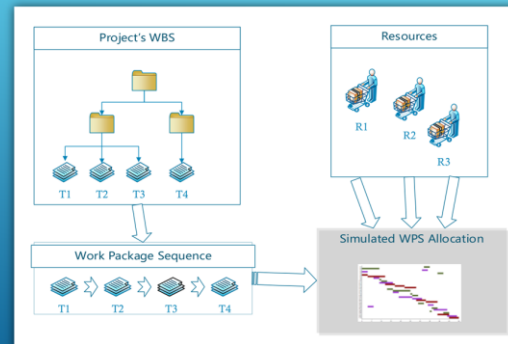 Project's WBS
T1 T2 T3 T4
Resources
R1
R2
R3
Work Package Sequence
T1 T2 T3 T4
Simulated WPS Allocation